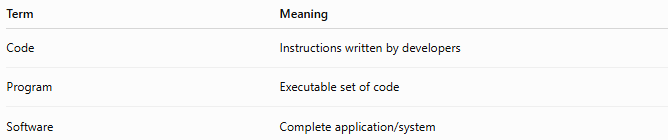 Term Meaning
Code Instructions written by developers
Program Executable set of code
Software Complete application/system